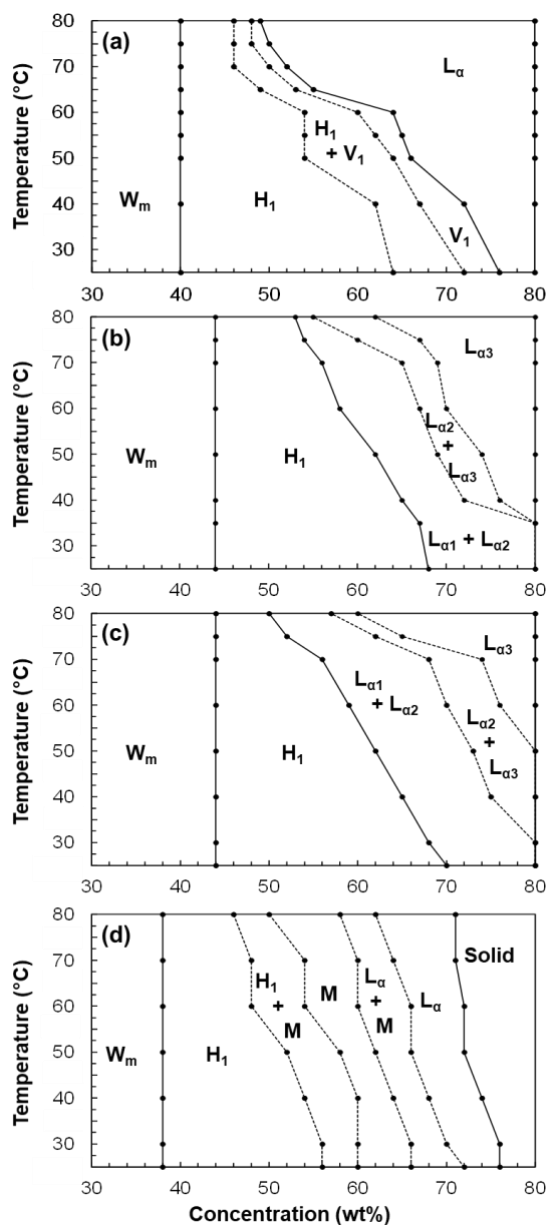 Temperature (°C)
(a)
80
70
60
50
40
30
Lα
H₁
+ V₁
Wₘ
H₁
V₁
30 40 50 60 70 80
Temperature (°C)
(b)
80
70
60
50
40
30
Lα3
Lα2
+
Lα3
Wₘ
H₁
Lα1 + Lα2
30 40 50 60 70 80
Temperature (°C)
(c)
80
70
60
50
40
30
Lα3
Lα1
+ Lα2
Lα2
+
Lα3
Wₘ
H₁
30 40 50 60 70 80
Temperature (°C)
(d)
80
70
60
50
40
30
Solid
H₁
+
M
M
Lα
+
M
Lα
Wₘ
H₁
30 40 50 60 70 80
Concentration (wt%)